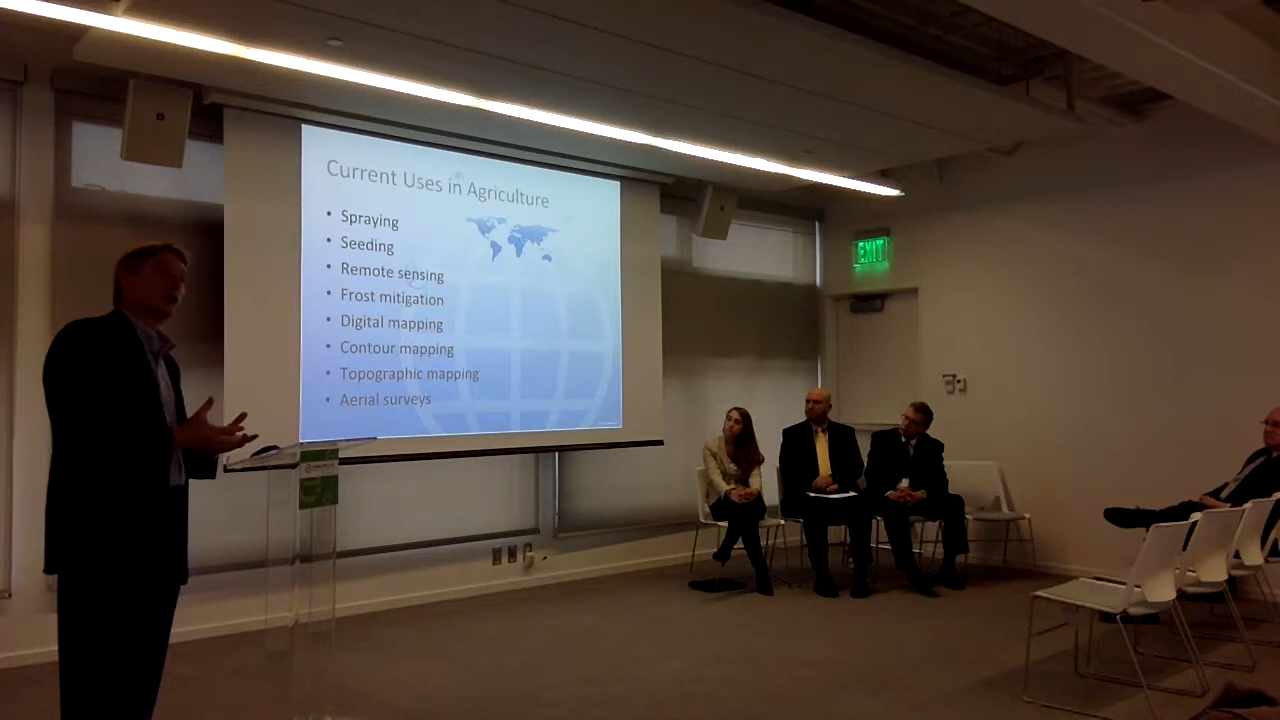 Current Uses in Agriculture
• Spraying
• Seeding
• Remote sensing
• Frost mitigation
• Digital mapping
• Contour mapping
• Topographic mapping
• Aerial surveys
EXIT